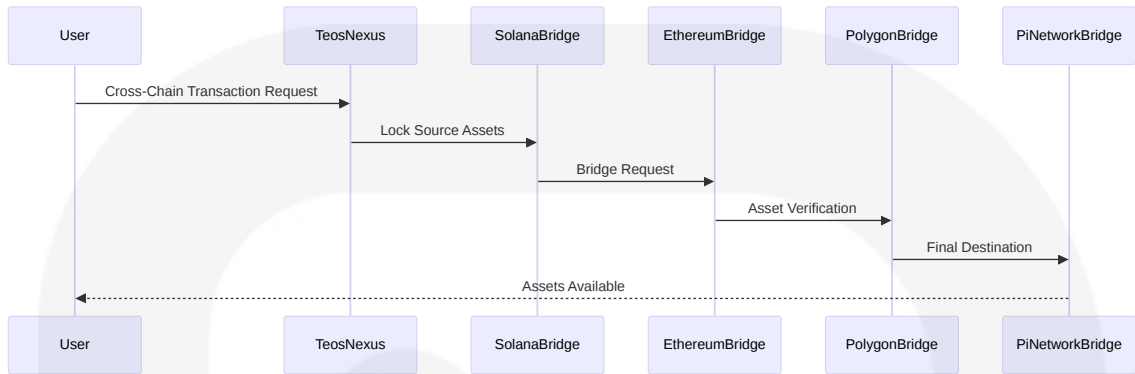 User TeosNexus SolanaBridge EthereumBridge PolygonBridge PiNetworkBridge
Cross-Chain Transaction Request
Lock Source Assets
Bridge Request
Asset Verification
Final Destination
Assets Available
User TeosNexus SolanaBridge EthereumBridge PolygonBridge PiNetworkBridge